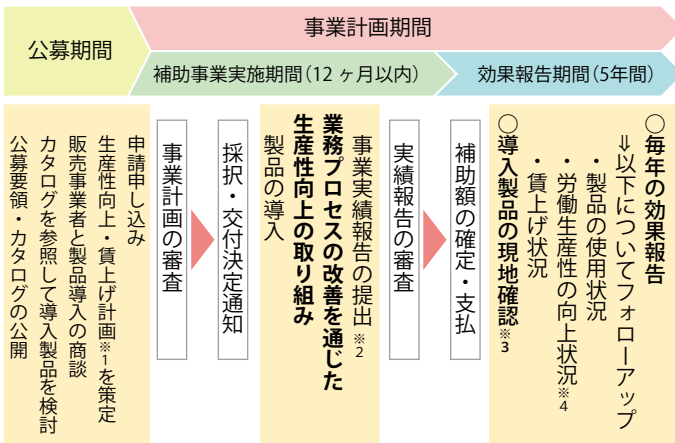 公募期間
事業計画期間
補助事業実施期間（12 ヶ月以内）
効果報告期間（5年間）
公募要領・カタログの公開
カタログを参照して導入製品を検討
販売事業者と製品導入の商談
生産性向上・賃上げ計画※1を策定
申請申し込み
事業計画の審査
採択・交付決定通知
製品の導入
業務プロセスの改善を通じた
生産性向上の取り組み
事業実績報告の提出※2
実績報告の審査
補助額の確定・支払
○毎年の効果報告
⇓以下についてフォローアップ
・製品の使用状況
・労働生産性の向上状況※4
・賃上げ状況
○導入製品の現地確認※3